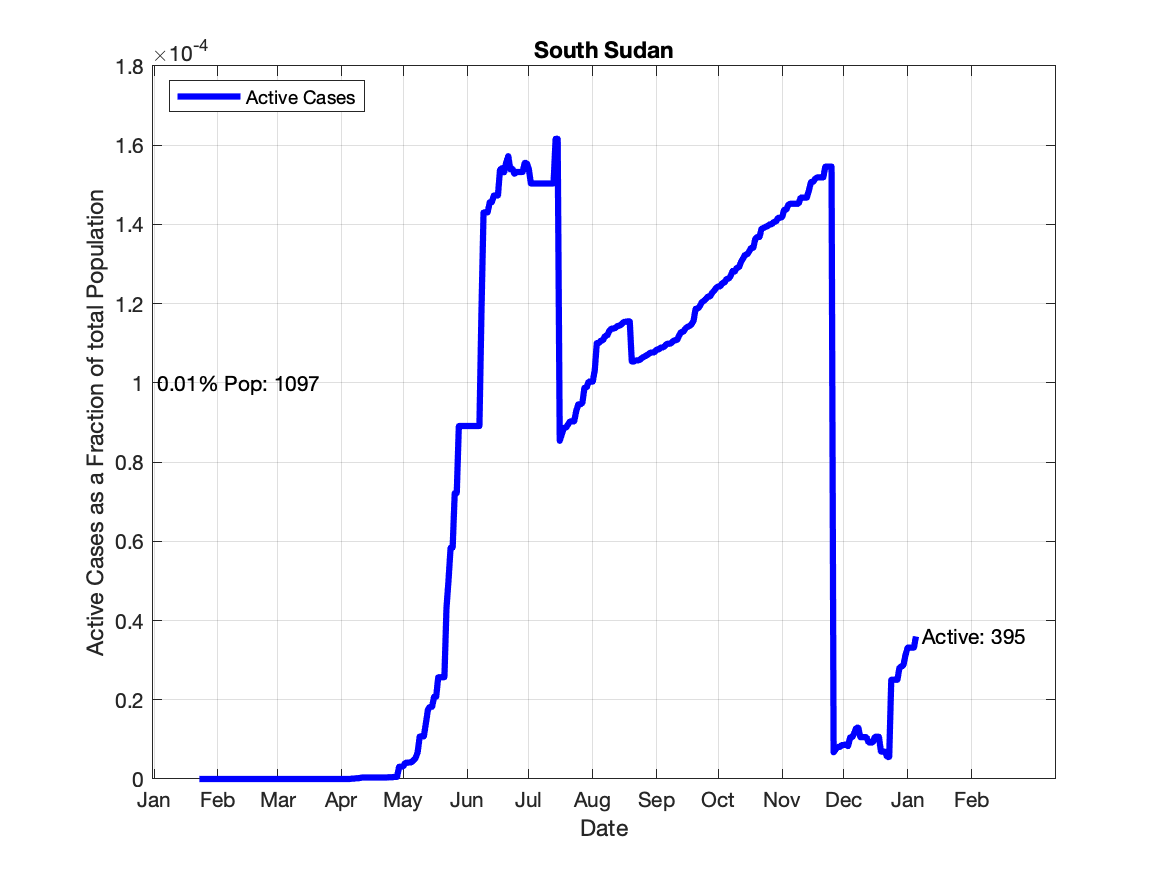 South Sudan
×10⁻⁴
1.8
1.6
1.4
1.2
1
0.8
0.6
0.4
0.2
0
Active Cases as a Fraction of total Population
Active Cases
0.01% Pop: 1097
Active: 395
Jan Feb Mar Apr May Jun Jul Aug Sep Oct Nov Dec Jan Feb
Date